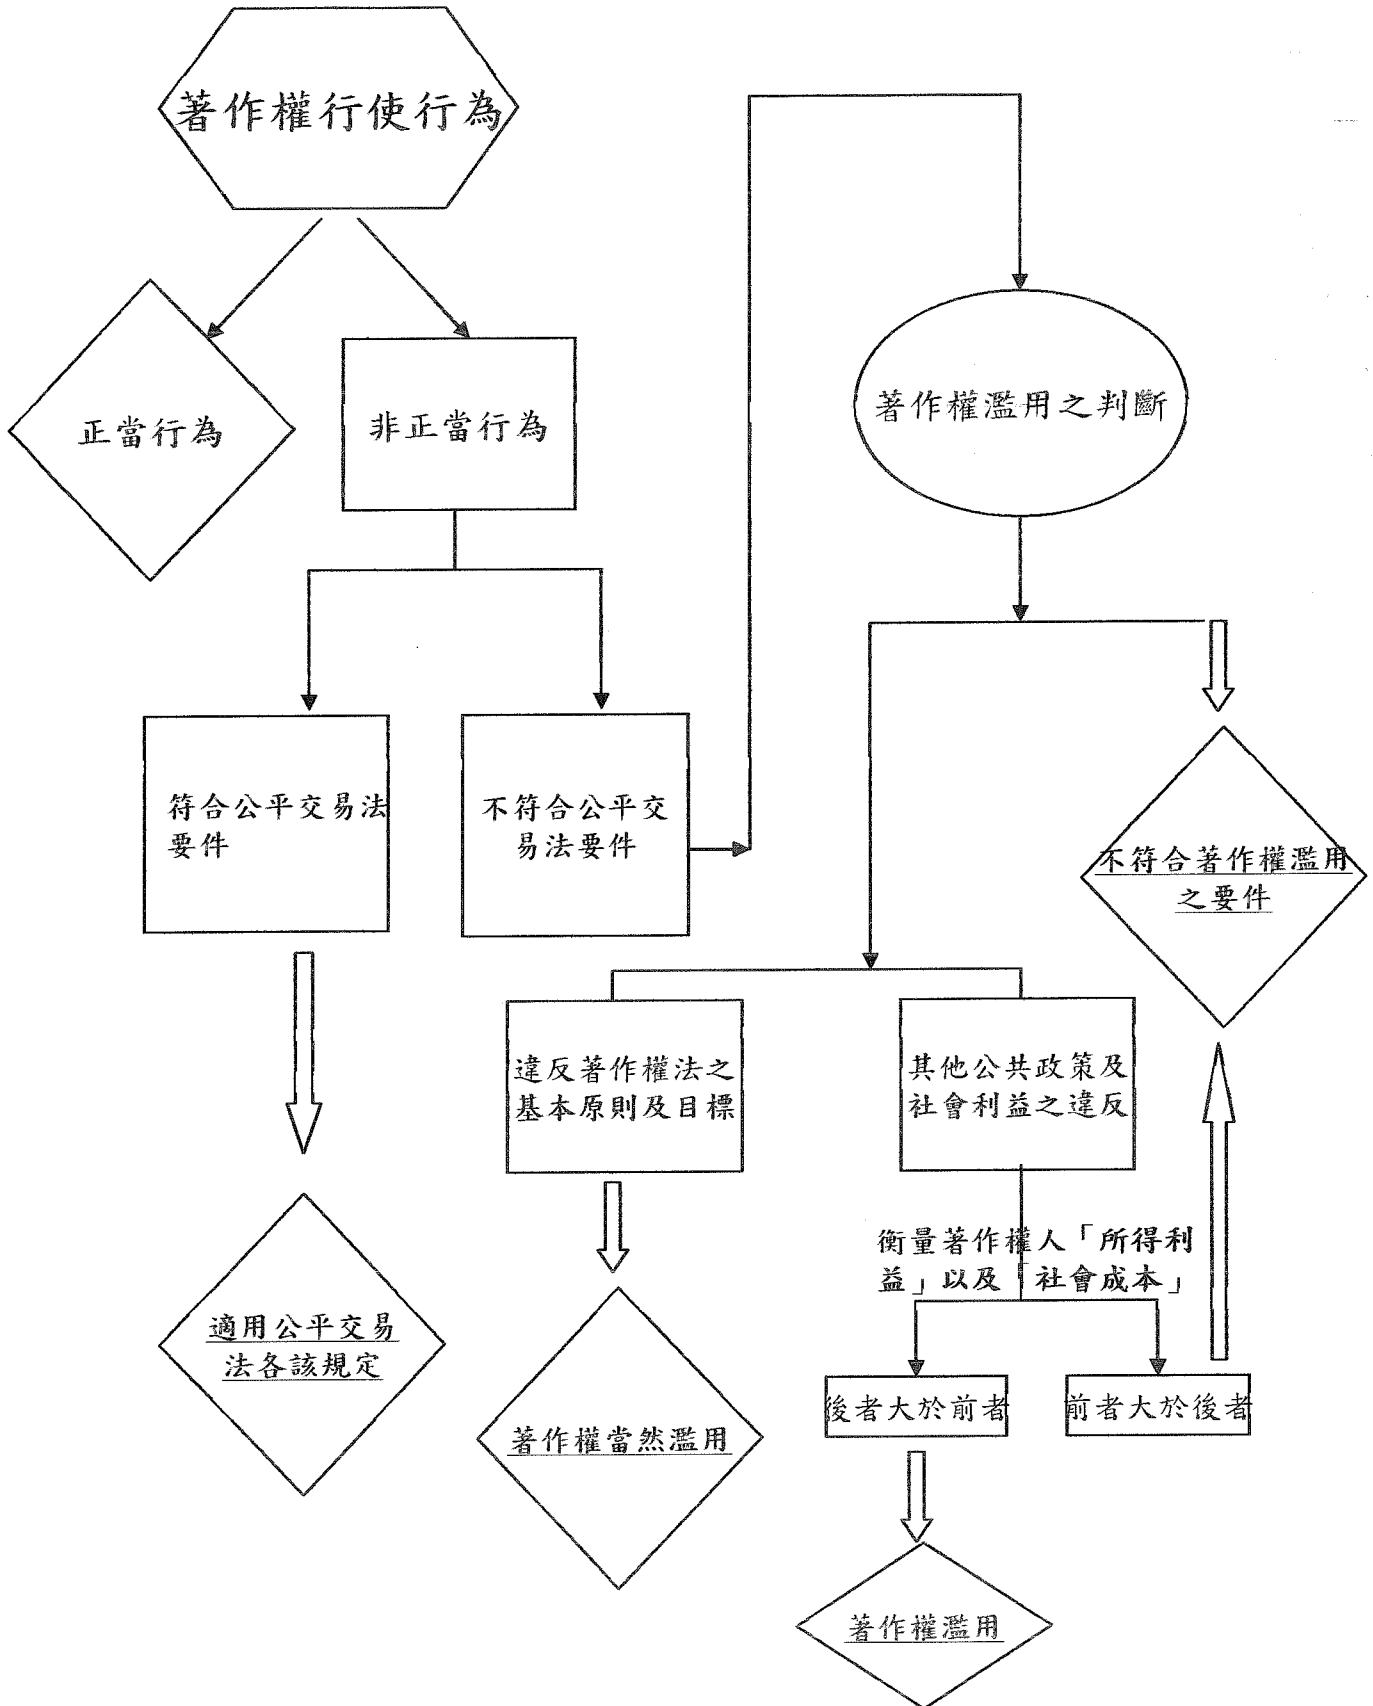 著作權行使行為
正當行為
非正當行為
著作權濫用之判斷
符合公平交易法
要件
不符合公平交
易法要件
不符合著作權濫用
之要件
違反著作權法之
基本原則及目標
其他公共政策及
社會利益之違反
衡量著作權人「所得利
益」以及「社會成本」
適用公平交易
法各該規定
著作權當然濫用
後者大於前者
前者大於後者
著作權濫用